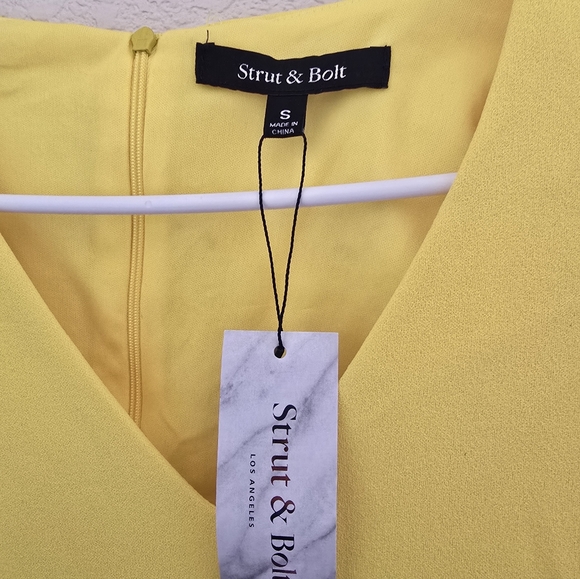 Strut & Bolt
S
MADE IN
CHINA
Strut & Bolt
LOS ANGELES